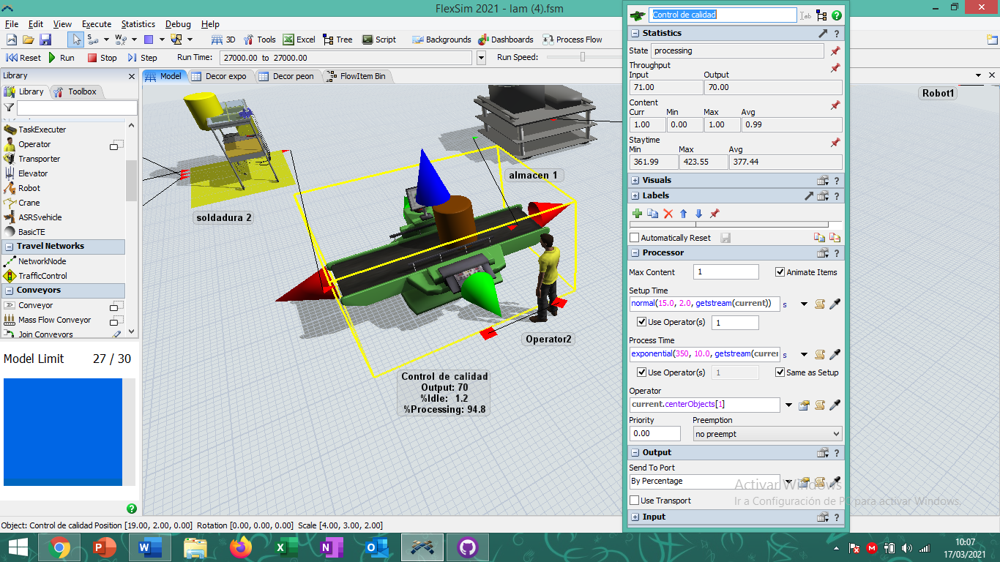 FlexSim 2021 - lam (4).fsm
File Edit View Execute Statistics Debug Help
3D Tools Excel Tree Script Backgrounds Dashboards Process Flow
Reset Run Stop Step Run Time: 27000.00 to 27000.00 Run Speed:
Library
Library Toolbox
TaskExecuter
Operator
Transporter
Elevator
Robot
Crane
ASRSvehicle
BasicTE
Travel Networks
NetworkNode
TrafficControl
Conveyors
Conveyor
Mass Flow Conveyor
Join Conveyors
Model Limit 27 / 30
Model Decor expo Decor peon FlowItem Bin
Robot1
almacen 1
soldadura 2
Operator2
Control de calidad
Output: 70
%Idle: 1.2
%Processing: 94.8
Control de calidad
Statistics
State processing
Throughput
Input Output
71.00 70.00
Content
Curr Min Max Avg
1.00 0.00 1.00 0.99
Staytime
Min Max Avg
361.99 423.55 377.44
Visuals
Labels
Automatically Reset
Processor
Max Content 1 Animate Items
Setup Time
normal(15.0, 2.0, getstream(current)) s
Use Operator(s) 1
Process Time
exponential(350, 10.0, getstream(curre s
Use Operator(s) 1 Same as Setup
Operator
current.centerObjects[1]
Priority Preemption
0.00 no preempt
Output
Send To Port
By Percentage
Use Transport
Input
Activar Windows
Ir a Configuración de PC para activar Windows.
Object: Control de calidad Position [19.00, 2.00, 0.00] Rotation [0.00, 0.00, 0.00] Scale [4.00, 3.00, 2.00]
10:07
17/03/2021